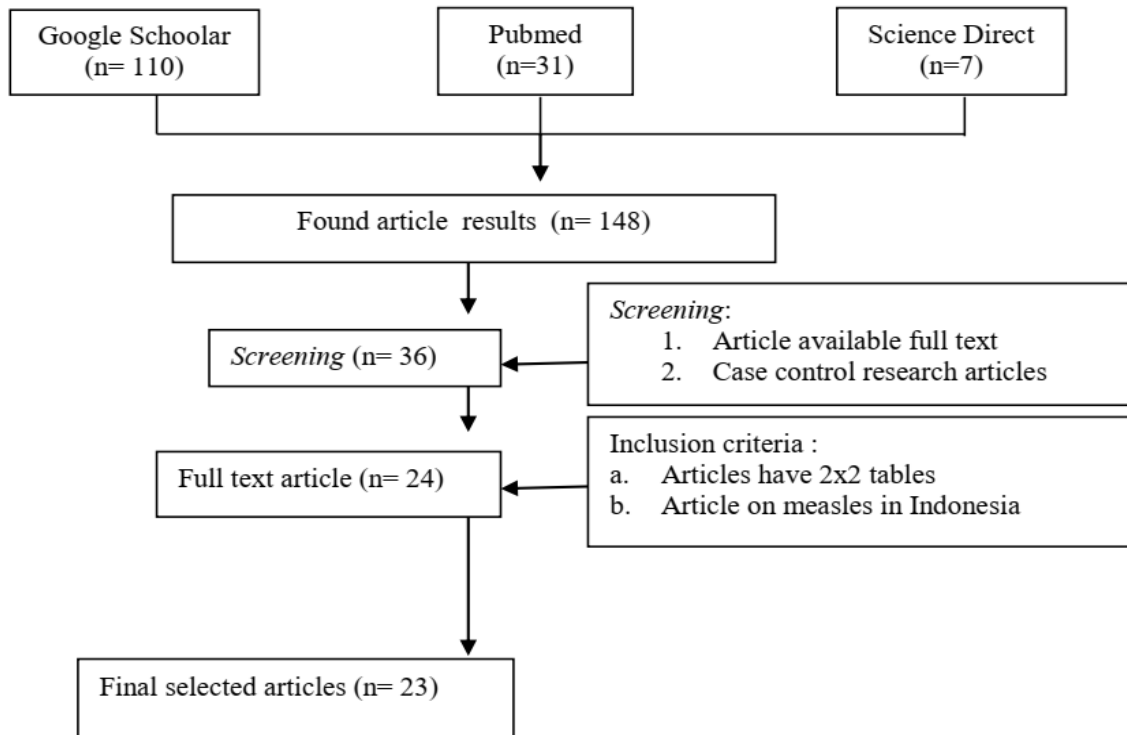 Google Schoolar
(n= 110)
Pubmed
(n=31)
Science Direct
(n=7)
Found article results (n= 148)
Screening (n= 36)
Screening:
1. Article available full text
2. Case control research articles
Full text article (n= 24)
Inclusion criteria :
a. Articles have 2x2 tables
b. Article on measles in Indonesia
Final selected articles (n= 23)